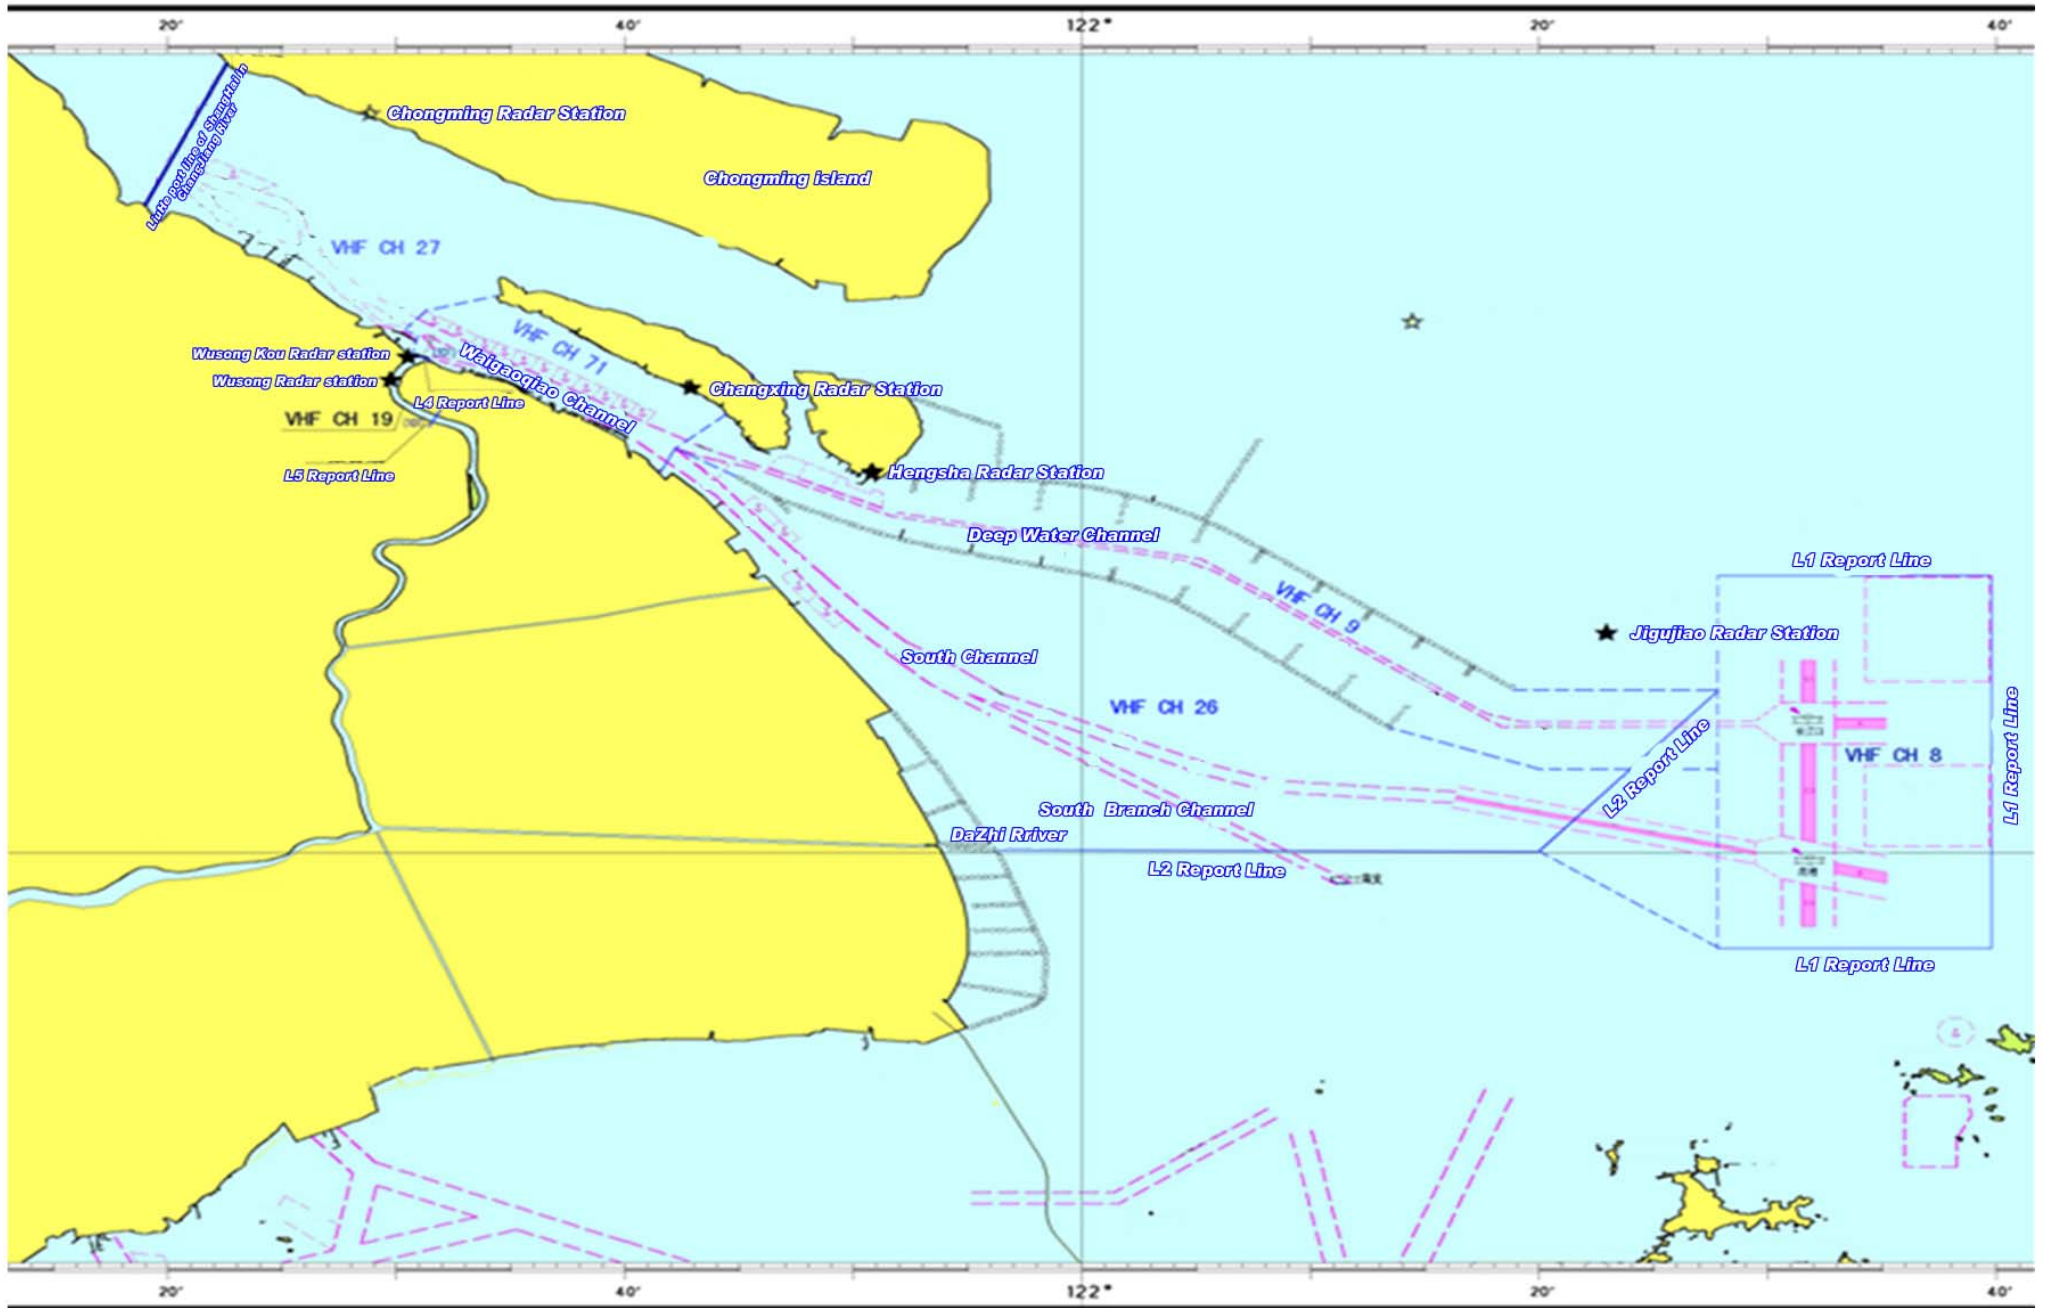 20′ 40′ 122° 20′ 40′
LiuHe port line of ShangHai in
ChangJiang River
Chongming Radar Station
Chongming island
VHF CH 27
VHF CH 71
Waigaoqiao Channel
Wusong Kou Radar station
Wusong Radar station
Changxing Radar Station
L4 Report Line
VHF CH 19
L5 Report Line
Hengsha Radar Station
Deep Water Channel
L1 Report Line
VHF CH 9
Jigujiao Radar Station
South Channel
VHF CH 26
L2 Report Line
VHF CH 8
L1 Report Line
South Branch Channel
DaZhi Rriver
L2 Report Line
L1 Report Line
20′ 40′ 122° 20′ 40′